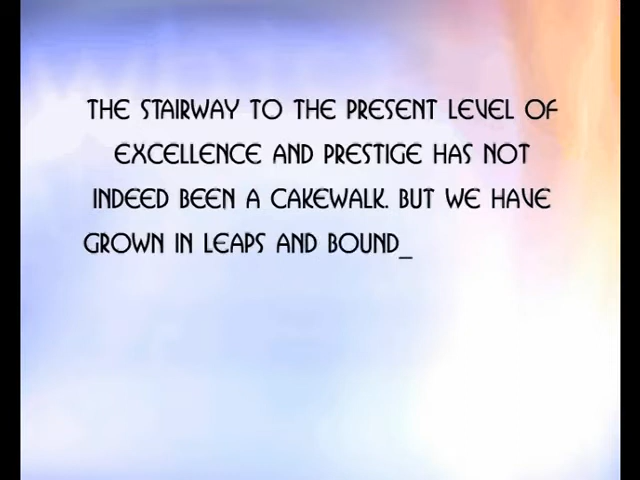 THE STAIRWAY TO THE PRESENT LEVEL OF
EXCELLENCE AND PRESTIGE HAS NOT
INDEED BEEN A CAKEWALK. BUT WE HAVE
GROWN IN LEAPS AND BOUND_